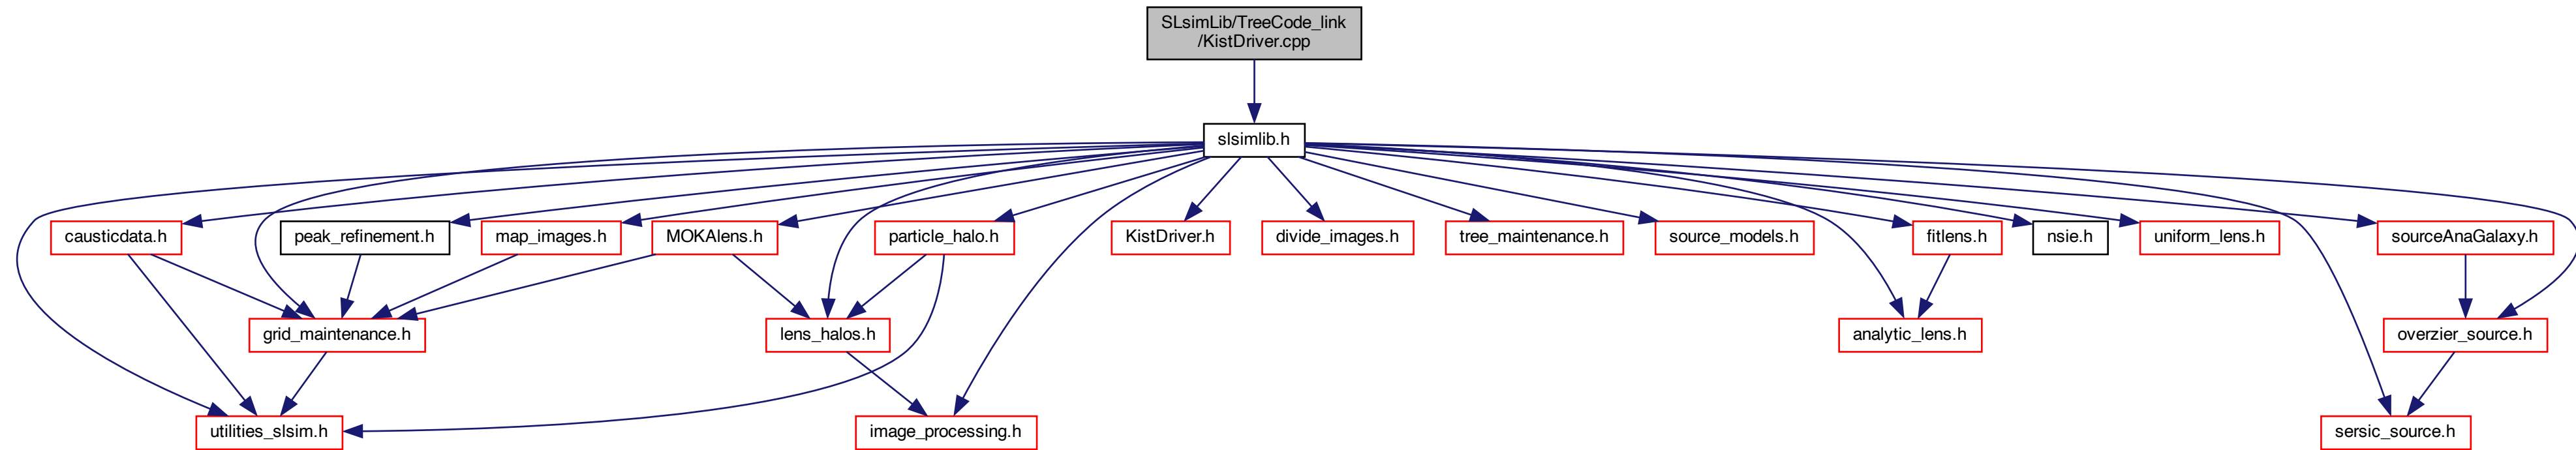 SLsimLib/TreeCode_link
/KistDriver.cpp
slsimlib.h
causticdata.h
peak_refinement.h
map_images.h
MOKAlens.h
particle_halo.h
KistDriver.h
divide_images.h
tree_maintenance.h
source_models.h
fitlens.h
nsie.h
uniform_lens.h
sourceAnaGalaxy.h
grid_maintenance.h
lens_halos.h
analytic_lens.h
overzier_source.h
utilities_slsim.h
image_processing.h
sersic_source.h